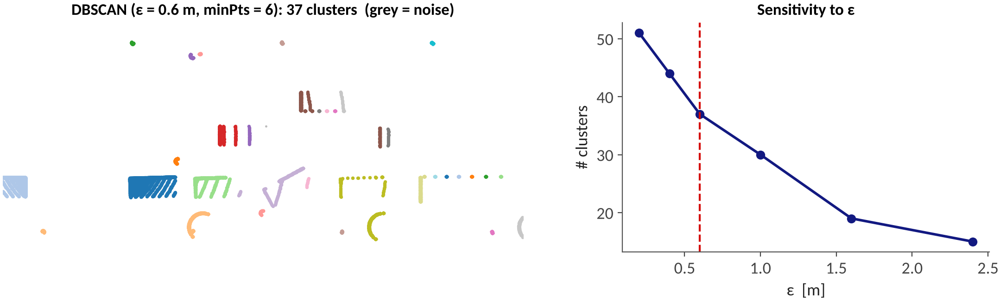 DBSCAN (ε = 0.6 m, minPts = 6): 37 clusters (grey = noise)
Sensitivity to ε
50
40
30
20
# clusters
0.5
1.0
1.5
2.0
2.5
ε [m]